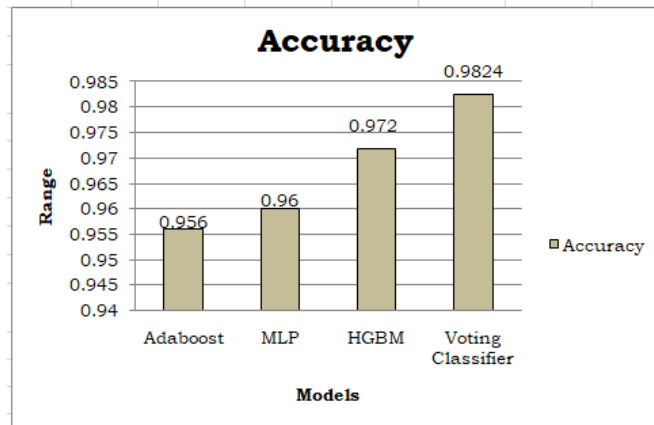 Accuracy
0.985
0.98
0.975
0.97
0.965
0.96
0.955
0.95
0.945
0.94
Range
0.956
0.96
0.972
0.9824
Adaboost
MLP
HGBM
Voting
Classifier
Models
Accuracy